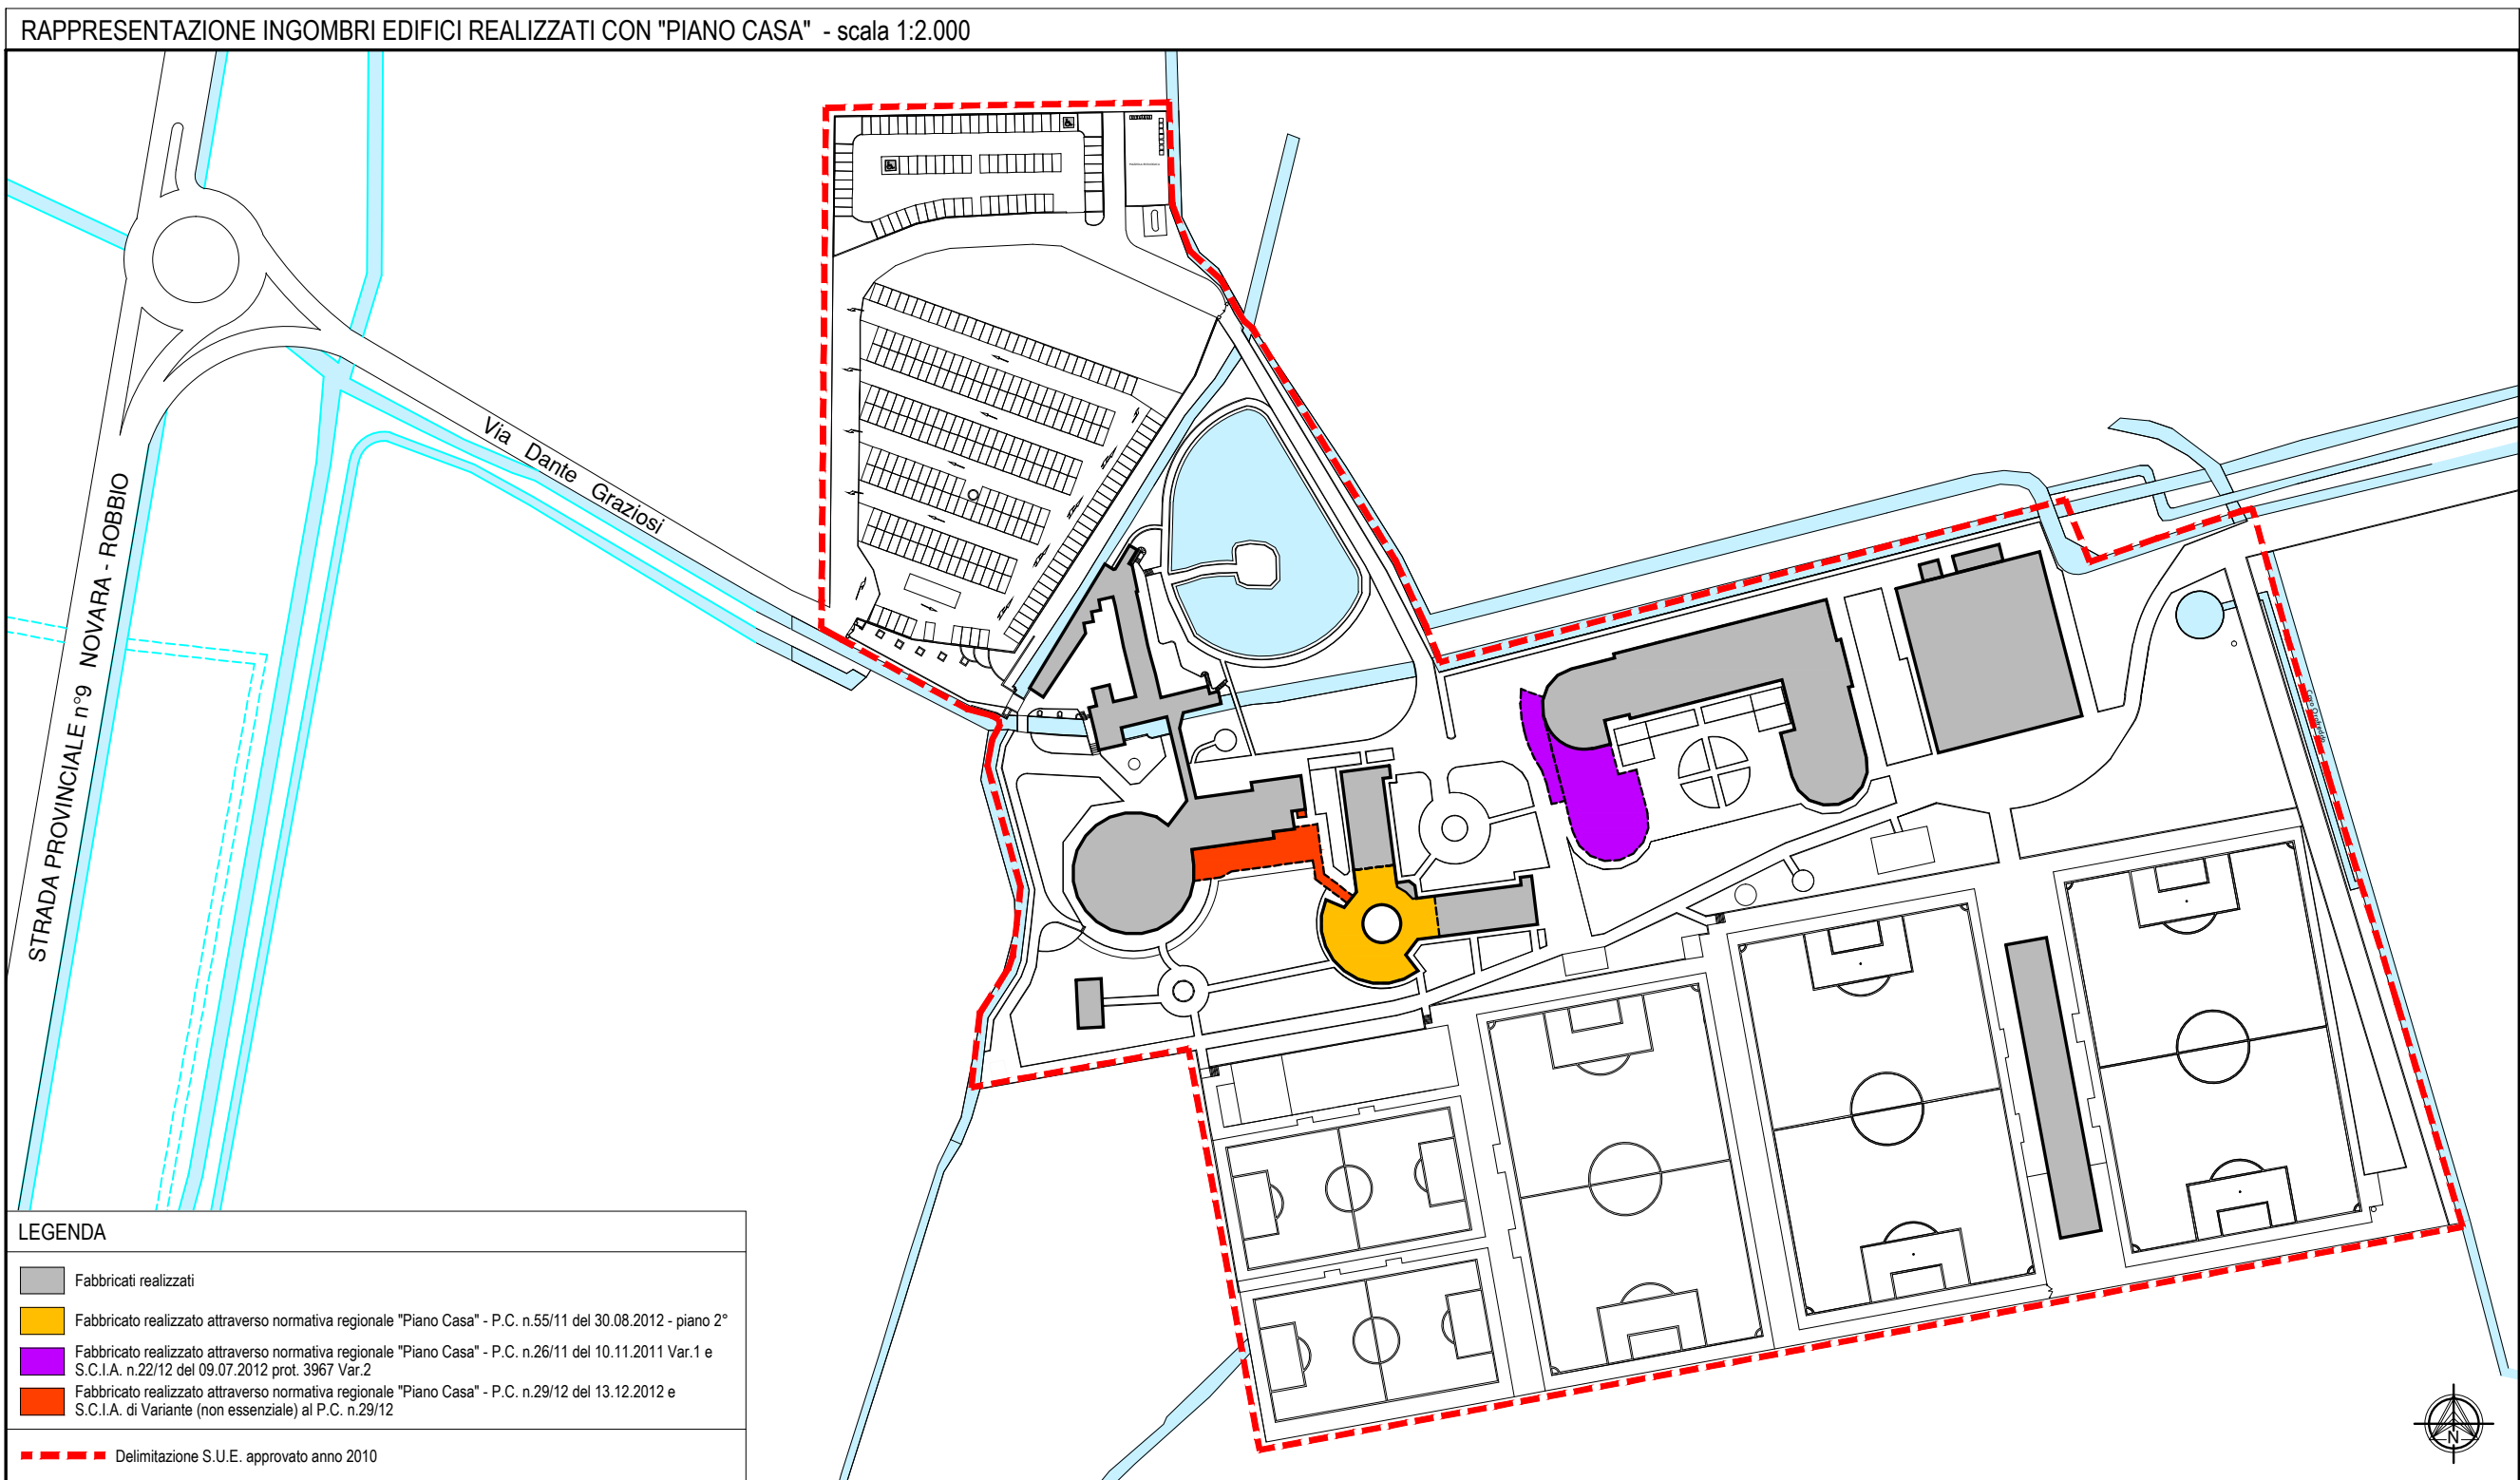 RAPPRESENTAZIONE INGOMBRI EDIFICI REALIZZATI CON "PIANO CASA" - scala 1:2.000
Via Dante Graziosi
STRADA PROVINCIALE n°9 NOVARA - ROBBIO
LEGENDA
Fabbricati realizzati
Fabbricato realizzato attraverso normativa regionale "Piano Casa" - P.C. n.55/11 del 30.08.2012 - piano 2°
Fabbricato realizzato attraverso normativa regionale "Piano Casa" - P.C. n.26/11 del 10.11.2011 Var.1 e
S.C.I.A. n.22/12 del 09.07.2012 prot. 3967 Var.2
Fabbricato realizzato attraverso normativa regionale "Piano Casa" - P.C. n.29/12 del 13.12.2012 e
S.C.I.A. di Variante (non essenziale) al P.C. n.29/12
Delimitazione S.U.E. approvato anno 2010
N